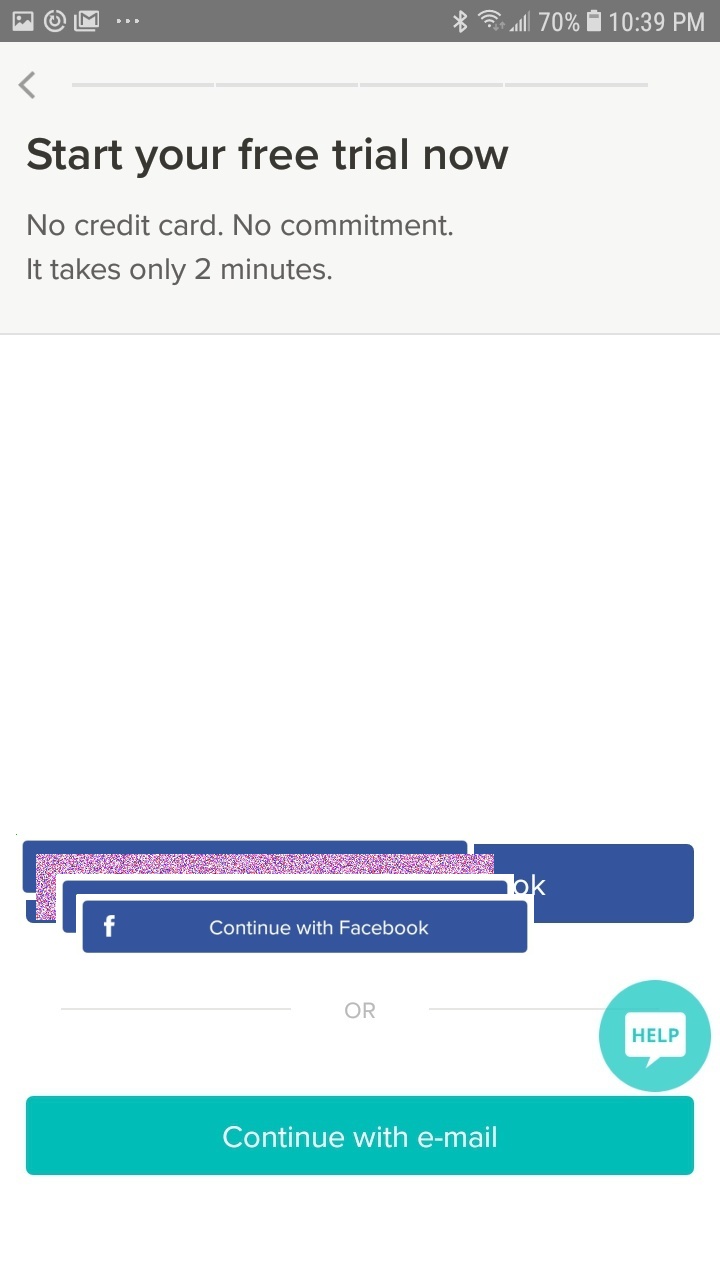 70% 10:39 PM
Start your free trial now
No credit card. No commitment.
It takes only 2 minutes.
ok
f Continue with Facebook
OR
HELP
Continue with e-mail